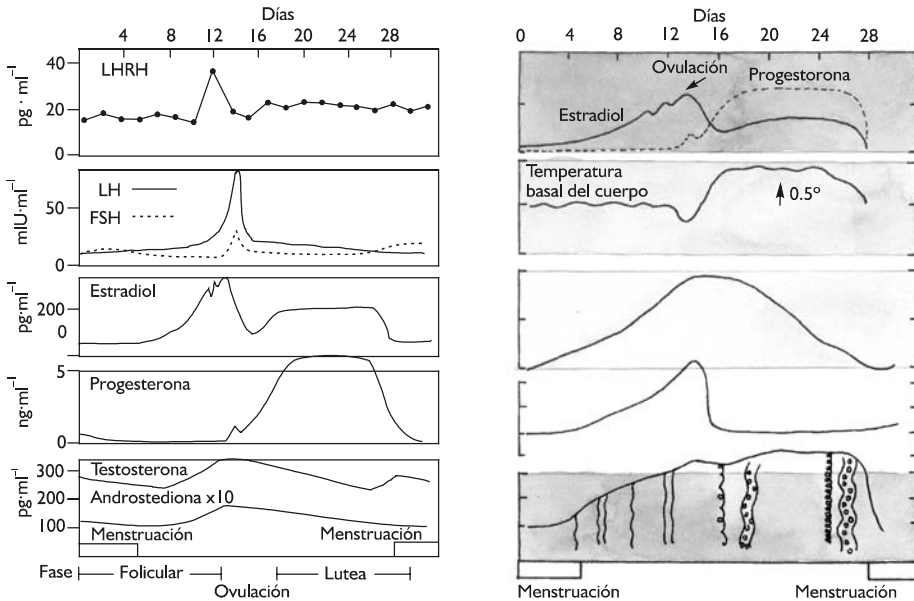 Días
4 8 12 16 20 24 28
LHRH
pg · ml⁻¹
40
20
0
LH
FSH
mIU·ml⁻¹
50
0
Estradiol
pg·ml⁻¹
200
0
Progesterona
ng·ml⁻¹
5
0
Testosterona
Androstediona x10
pg·ml⁻¹
300
200
100
Menstruación
Menstruación
Fase
Folicular
Lutea
Ovulación
Días
0 4 8 12 16 20 24 28
Ovulación
Progestorona
Estradiol
Temperatura
basal del cuerpo
0.5°
Menstruación
Menstruación